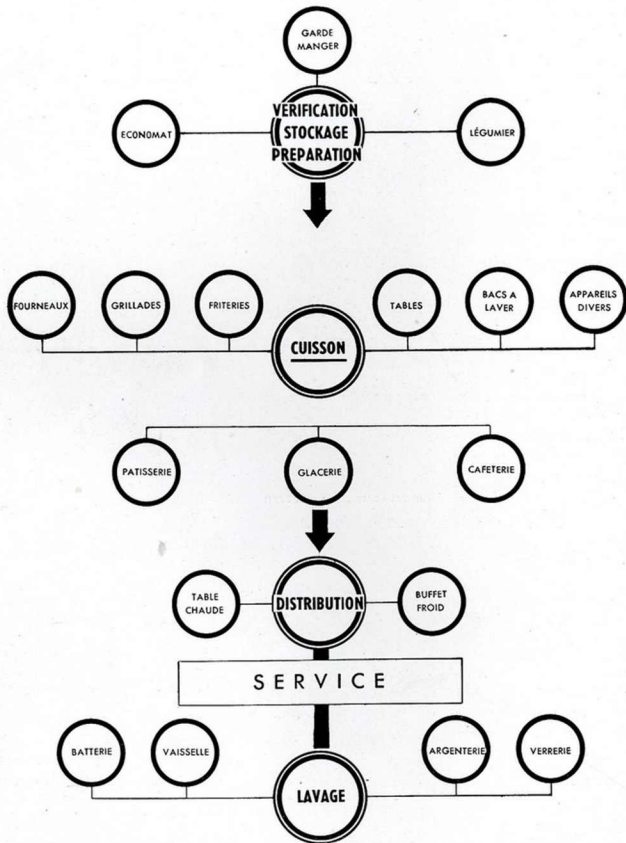 GARDE
MANGER
ECONOMAT
VERIFICATION
STOCKAGE
PREPARATION
LÉGUMIER
FOURNEAUX
GRILLADES
FRITERIES
TABLES
BACS A
LAVER
APPAREILS
DIVERS
CUISSON
PATISSERIE
GLACERIE
CAFETERIE
TABLE
CHAUDE
DISTRIBUTION
BUFFET
FROID
SERVICE
BATTERIE
VAISSELLE
ARGENTERIE
VERRERIE
LAVAGE